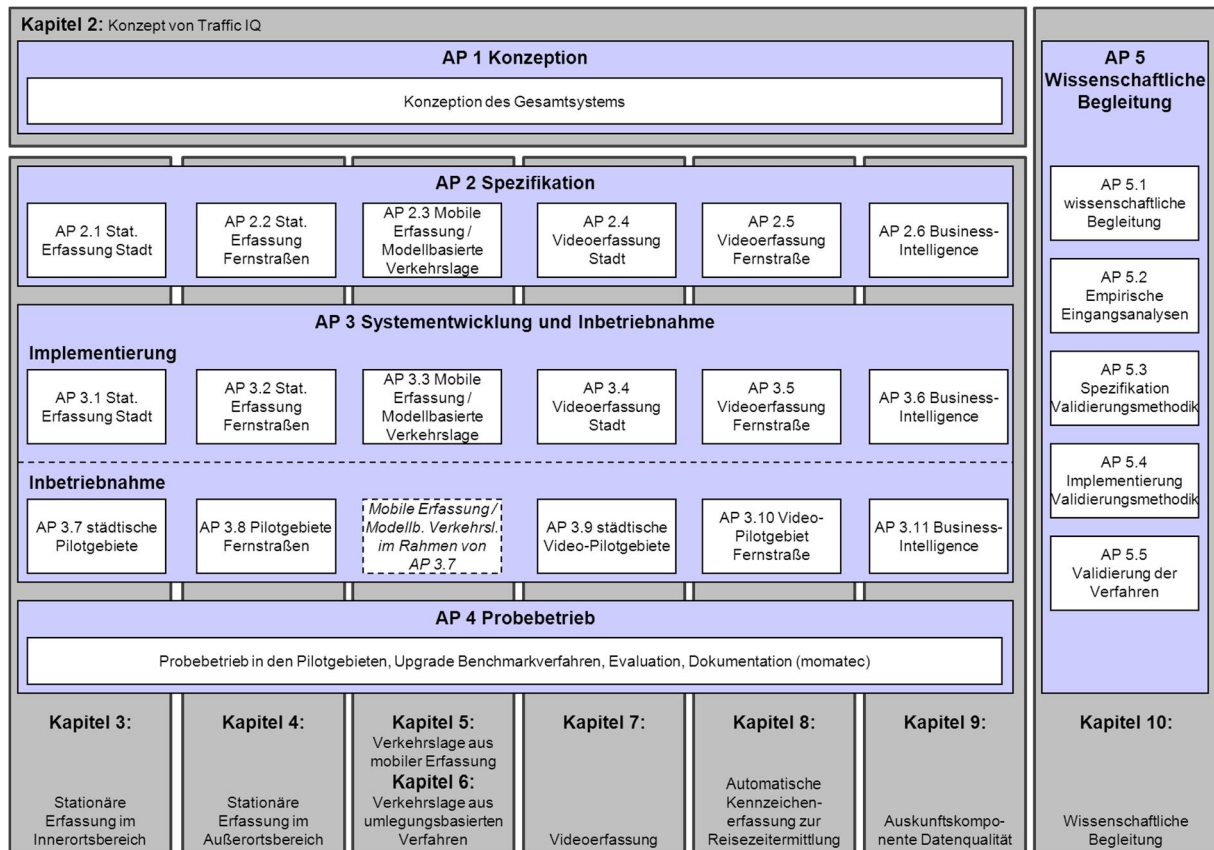 Kapitel 2: Konzept von Traffic IQ
AP 1 Konzeption
Konzeption des Gesamtsystems
AP 5
Wissenschaftliche
Begleitung
AP 5.1
wissenschaftliche
Begleitung
AP 5.2
Empirische
Eingangsanalysen
AP 5.3
Spezifikation
Validierungsmethodik
AP 5.4
Implementierung
Validierungsmethodik
AP 5.5
Validierung der
Verfahren
AP 2 Spezifikation
AP 2.1 Stat.
Erfassung Stadt
AP 2.2 Stat.
Erfassung
Fernstraßen
AP 2.3 Mobile
Erfassung /
Modellbasierte
Verkehrslage
AP 2.4
Videoerfassung
Stadt
AP 2.5
Videoerfassung
Fernstraße
AP 2.6 Business-
Intelligence
AP 3 Systementwicklung und Inbetriebnahme
Implementierung
AP 3.1 Stat.
Erfassung Stadt
AP 3.2 Stat.
Erfassung
Fernstraßen
AP 3.3 Mobile
Erfassung /
Modellbasierte
Verkehrslage
AP 3.4
Videoerfassung
Stadt
AP 3.5
Videoerfassung
Fernstraße
AP 3.6 Business-
Intelligence
Inbetriebnahme
AP 3.7 städtische
Pilotgebiete
AP 3.8 Pilotgebiete
Fernstraßen
Mobile Erfassung /
Modellb. Verkehrsl.
im Rahmen von
AP 3.7
AP 3.9 städtische
Video-Pilotgebiete
AP 3.10 Video-
Pilotgebiet
Fernstraße
AP 3.11 Business-
Intelligence
AP 4 Probebetrieb
Probebetrieb in den Pilotgebieten, Upgrade Benchmarkverfahren, Evaluation, Dokumentation (momatec)
Kapitel 3:
Stationäre
Erfassung im
Innerortsbereich
Kapitel 4:
Stationäre
Erfassung im
Außerortsbereich
Kapitel 5:
Verkehrslage aus
mobiler Erfassung
Kapitel 6:
Verkehrslage aus
umlegungsbasierten
Verfahren
Kapitel 7:
Videoerfassung
Kapitel 8:
Automatische
Kennzeichen-
erfassung zur
Reisezeitermittlung
Kapitel 9:
Auskunftskompo-
nente Datenqualität
Kapitel 10:
Wissenschaftliche
Begleitung